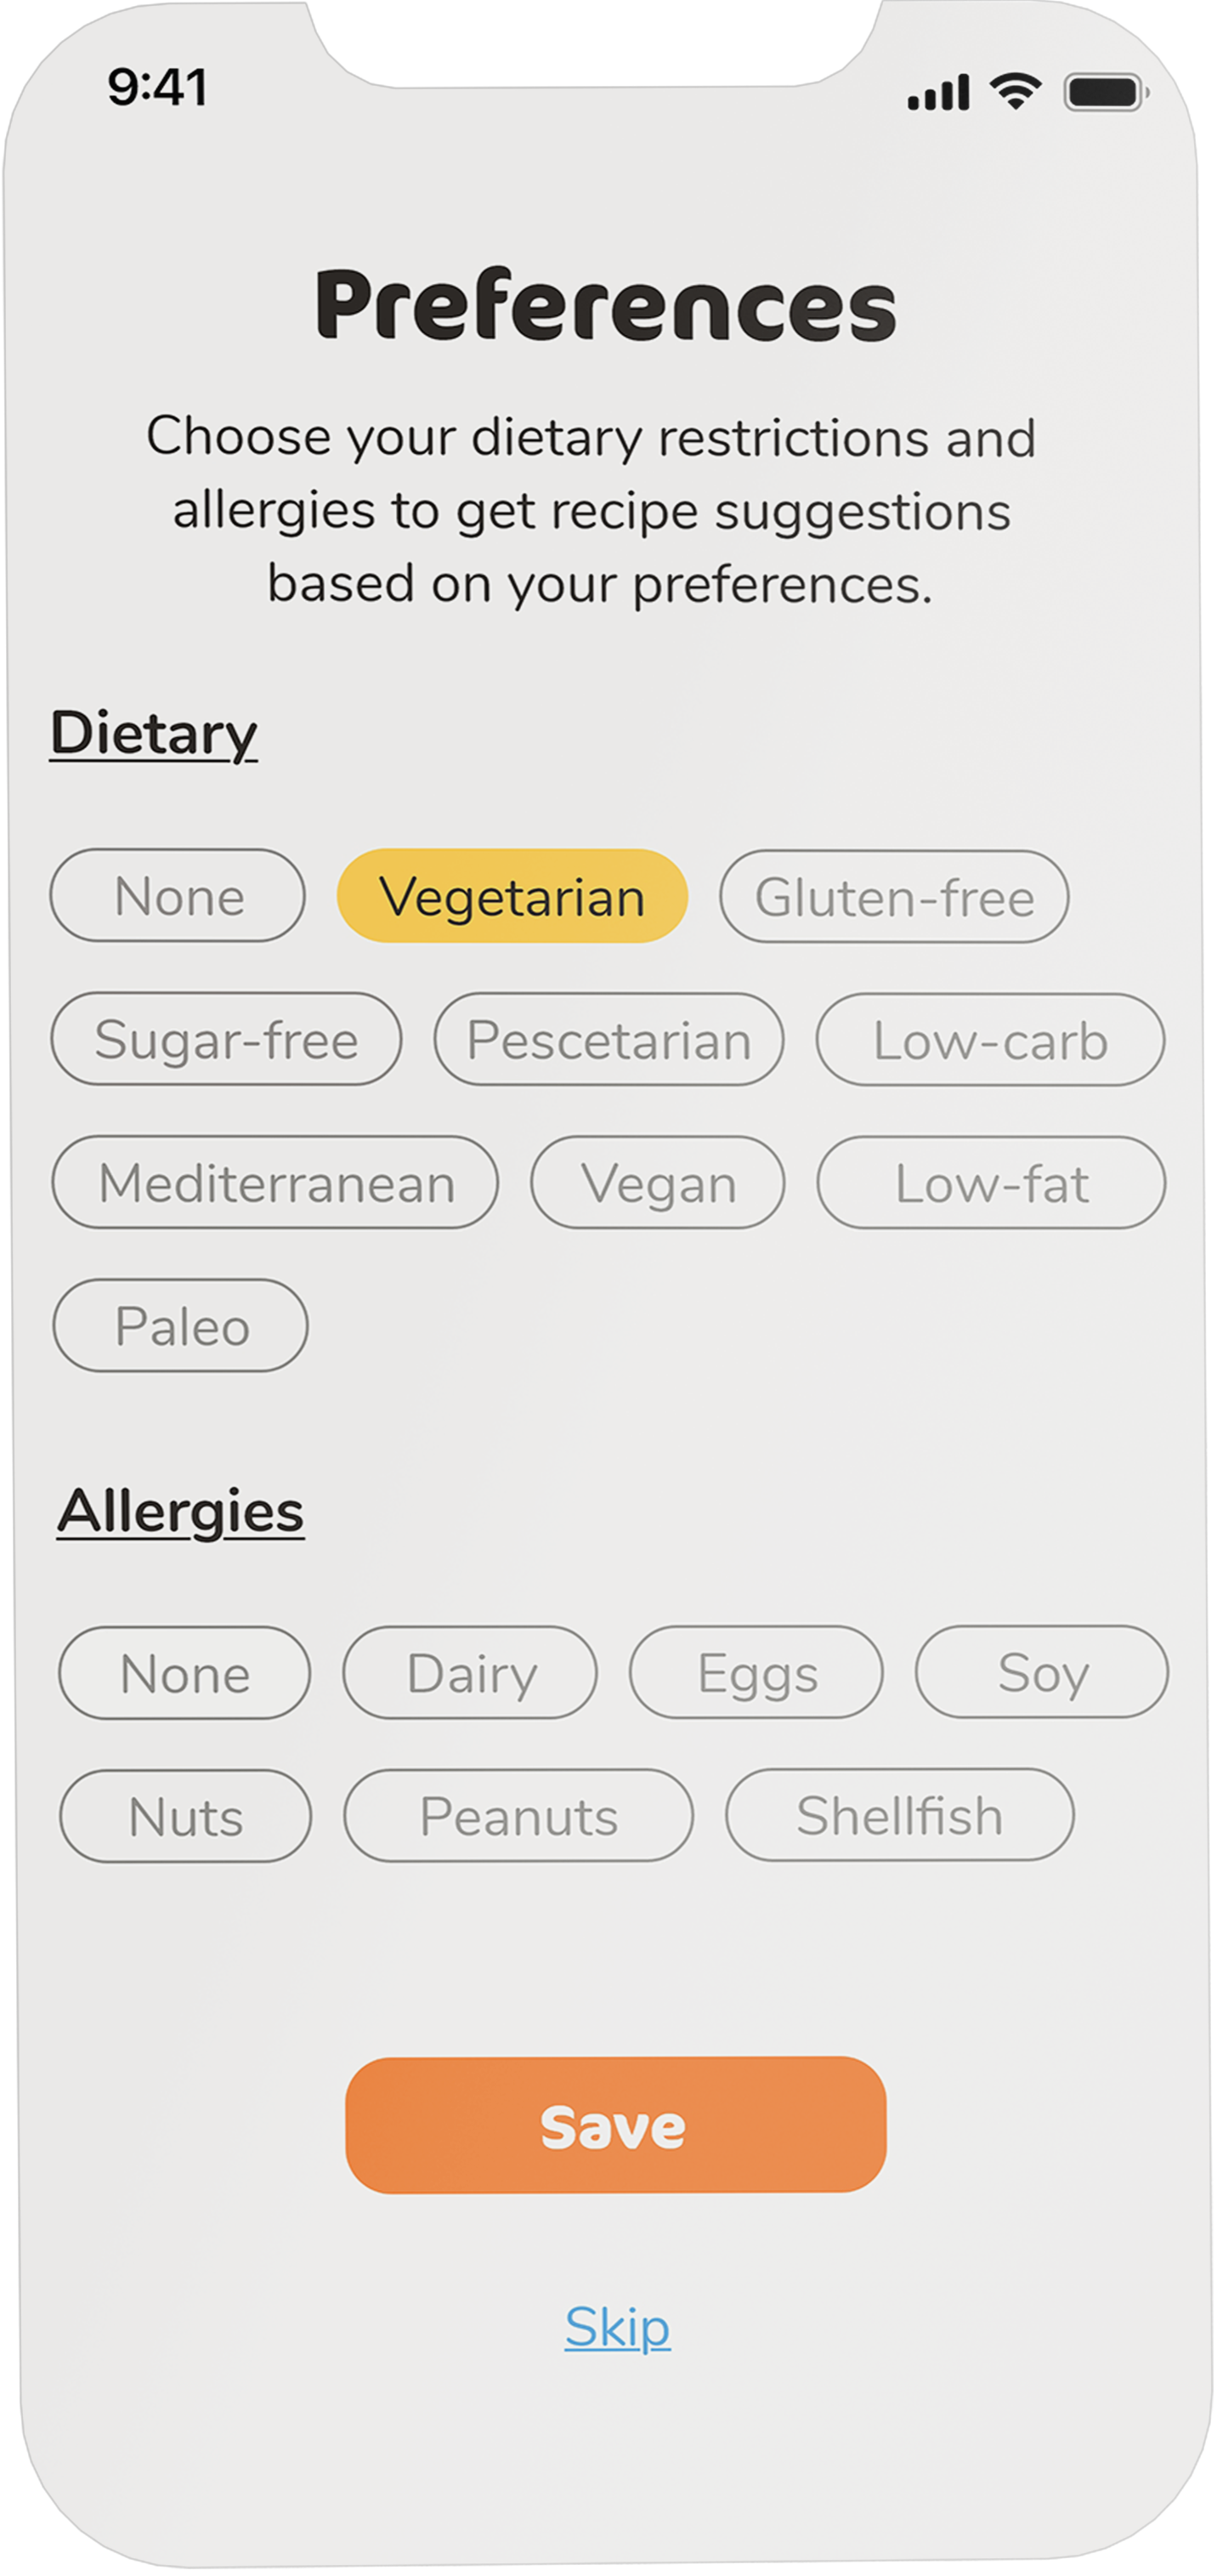 9:41
Preferences
Choose your dietary restrictions and
allergies to get recipe suggestions
based on your preferences.
Dietary
None Vegetarian Gluten-free
Sugar-free Pescetarian Low-carb
Mediterranean Vegan Low-fat
Paleo
Allergies
None Dairy Eggs Soy
Nuts Peanuts Shellfish
Save
Skip